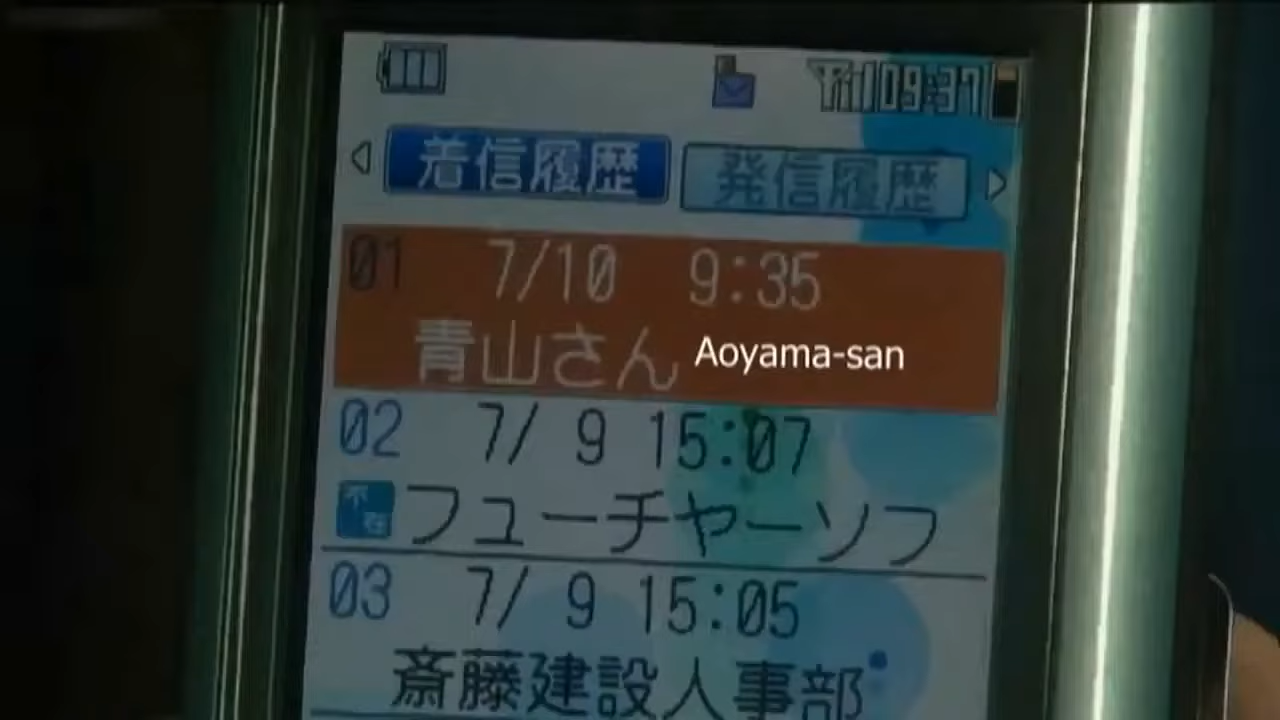 09:37
着信履歴 発信履歴
01 7/10 9:35
青山さん Aoyama-san
02 7/ 9 15:07
不在 フューチャーソフ
03 7/ 9 15:05
斎藤建設人事部